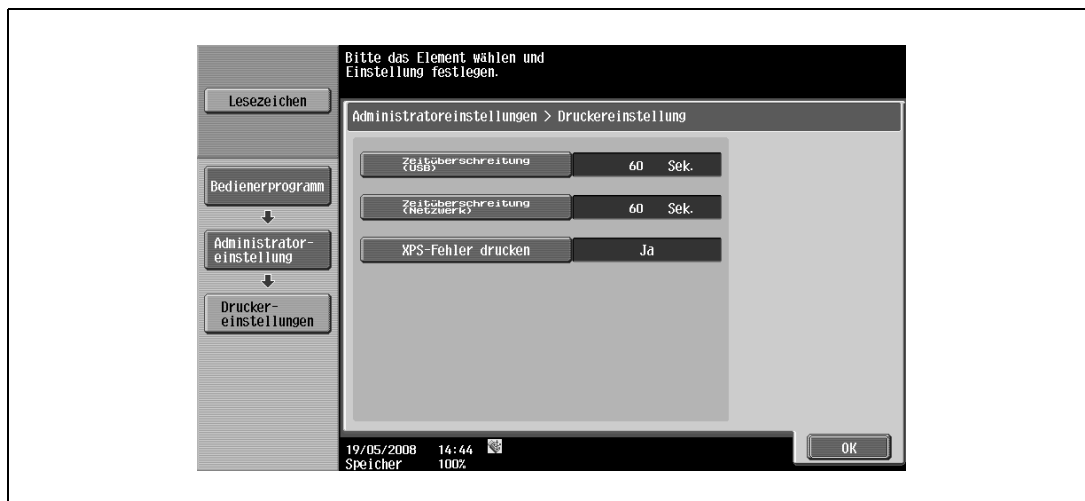 Bitte das Element wählen und
Einstellung festlegen.
Lesezeichen
Administratoreinstellungen > Druckereinstellung
Zeitüberschreitung
(USB)
60 Sek.
Bedienerprogramm
Zeitüberschreitung
(Netzwerk)
60 Sek.
Administrator-
einstellung
XPS-Fehler drucken
Ja
Drucker-
einstellungen
19/05/2008 14:44
Speicher 100%
OK